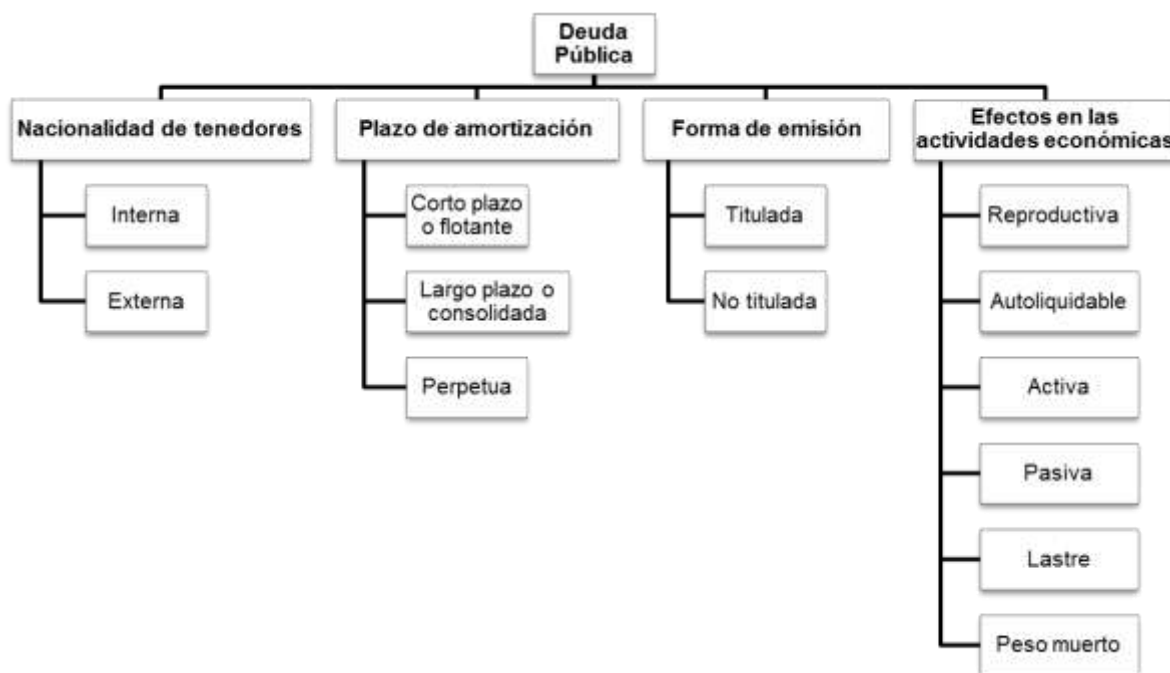 Deuda
Pública
Nacionalidad de tenedores
Interna
Externa
Plazo de amortización
Corto plazo
o flotante
Largo plazo o
consolidada
Perpetua
Forma de emisión
Titulada
No titulada
Efectos en las
actividades económicas
Reproductiva
Autoliquidable
Activa
Pasiva
Lastre
Peso muerto